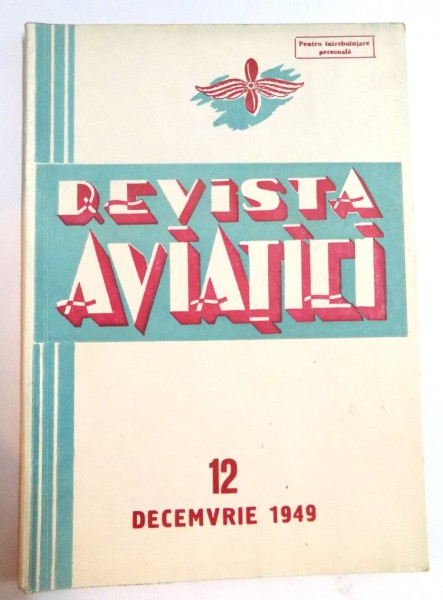 Pentru întrebuințare
personală
REVISTA
AVIAȚIEI
12
DECEMVRIE 1949